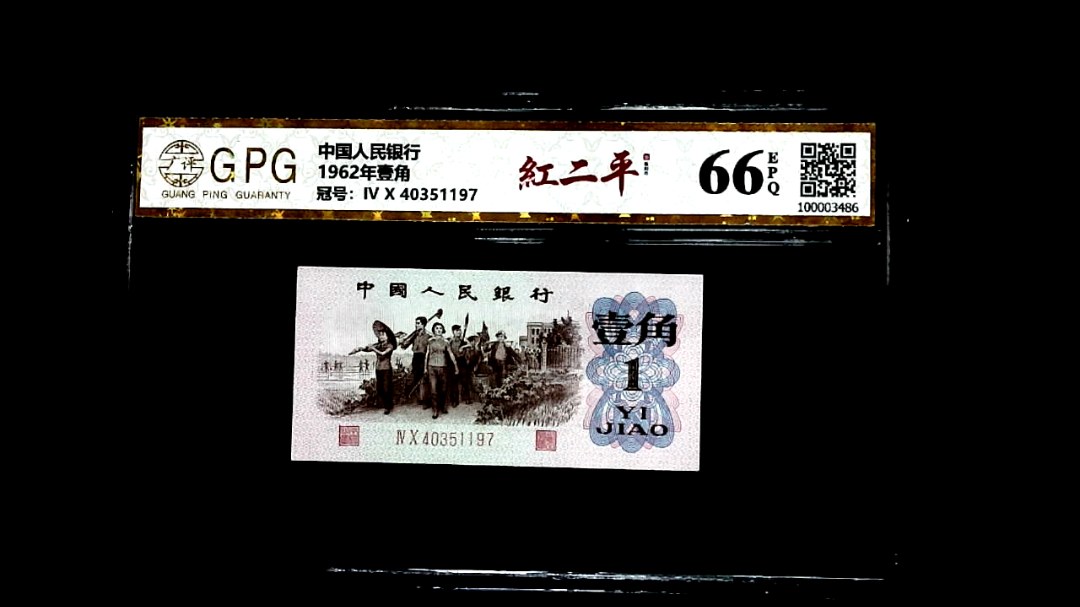 广评
GPG
GUANG PING GUARANTY
中国人民银行
1962年壹角
冠号：Ⅳ X 40351197
紅二平
66
EPQ
100003486
中國人民銀行
壹角
1
YI
JIAO
Ⅳ X 40351197